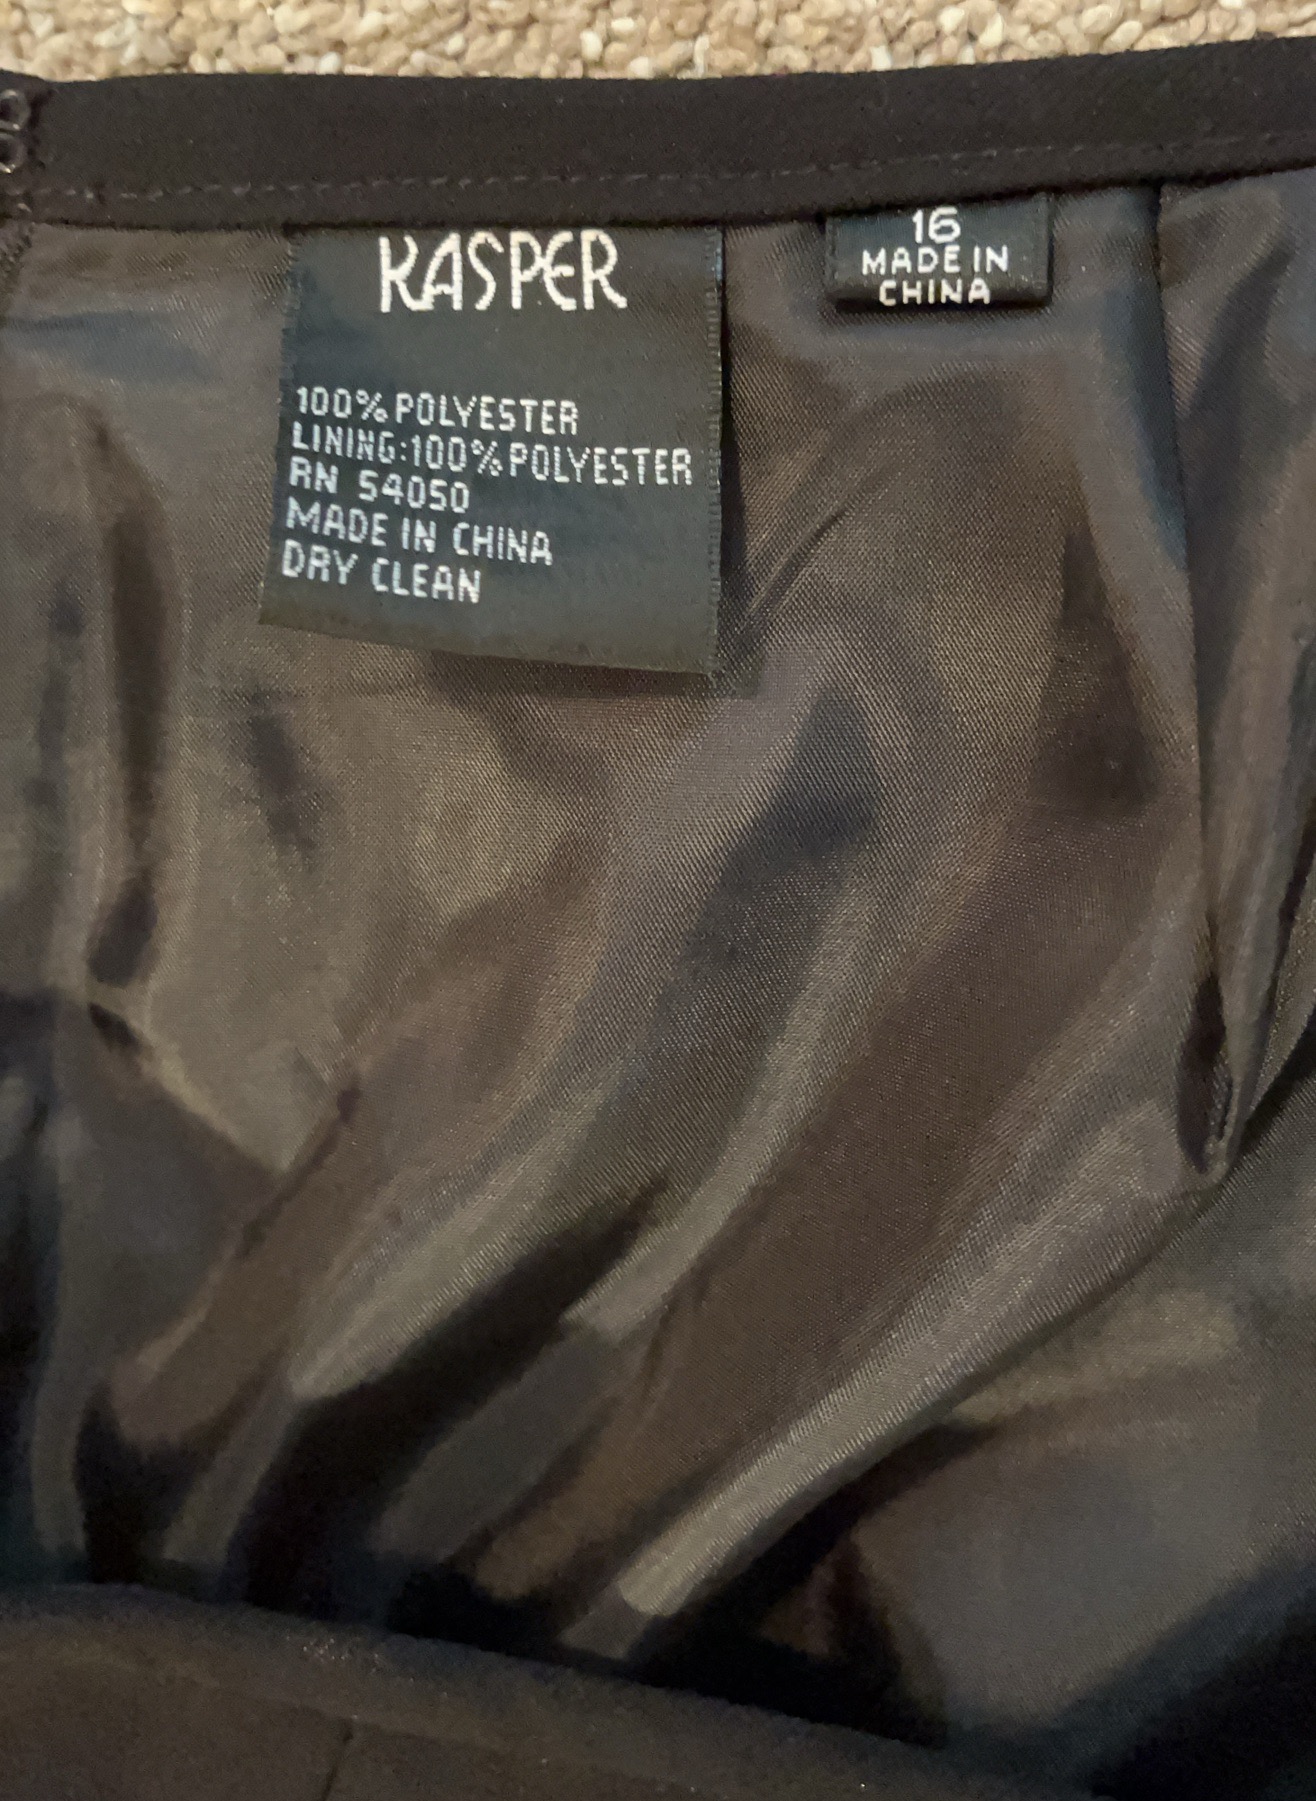 KASPER
100% POLYESTER
LINING:100% POLYESTER
RN 54050
MADE IN CHINA
DRY CLEAN
16
MADE IN
CHINA